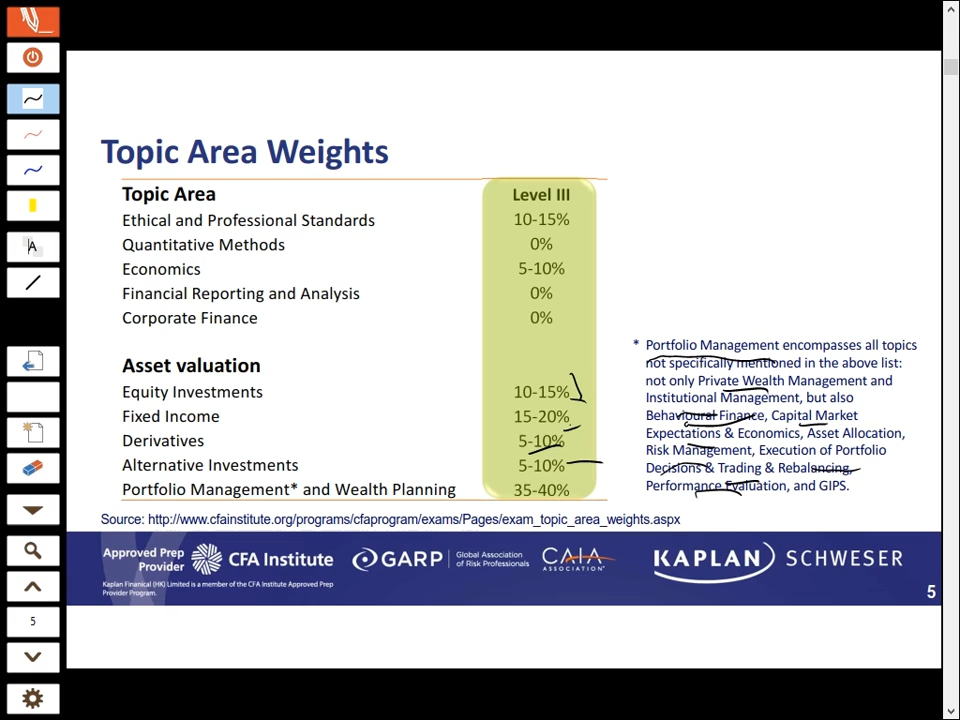 Topic Area Weights
Topic Area Level III
Ethical and Professional Standards 10-15%
Quantitative Methods 0%
Economics 5-10%
Financial Reporting and Analysis 0%
Corporate Finance 0%
Asset valuation
Equity Investments 10-15%
Fixed Income 15-20%
Derivatives 5-10%
Alternative Investments 5-10%
Portfolio Management* and Wealth Planning 35-40%
* Portfolio Management encompasses all topics
not specifically mentioned in the above list:
not only Private Wealth Management and
Institutional Management, but also
Behavioural Finance, Capital Market
Expectations & Economics, Asset Allocation,
Risk Management, Execution of Portfolio
Decisions & Trading & Rebalancing,
Performance Evaluation, and GIPS.
Source: http://www.cfainstitute.org/programs/cfaprogram/exams/Pages/exam_topic_area_weights.aspx
Approved Prep
Provider
CFA Institute
Kaplan Finanical (HK) Limited is a member of the CFA Institute Approved Prep
Provider Program.
GARP
Global Association
of Risk Professionals
CAIA
ASSOCIATION®
KAPLAN SCHWESER
5
A
5